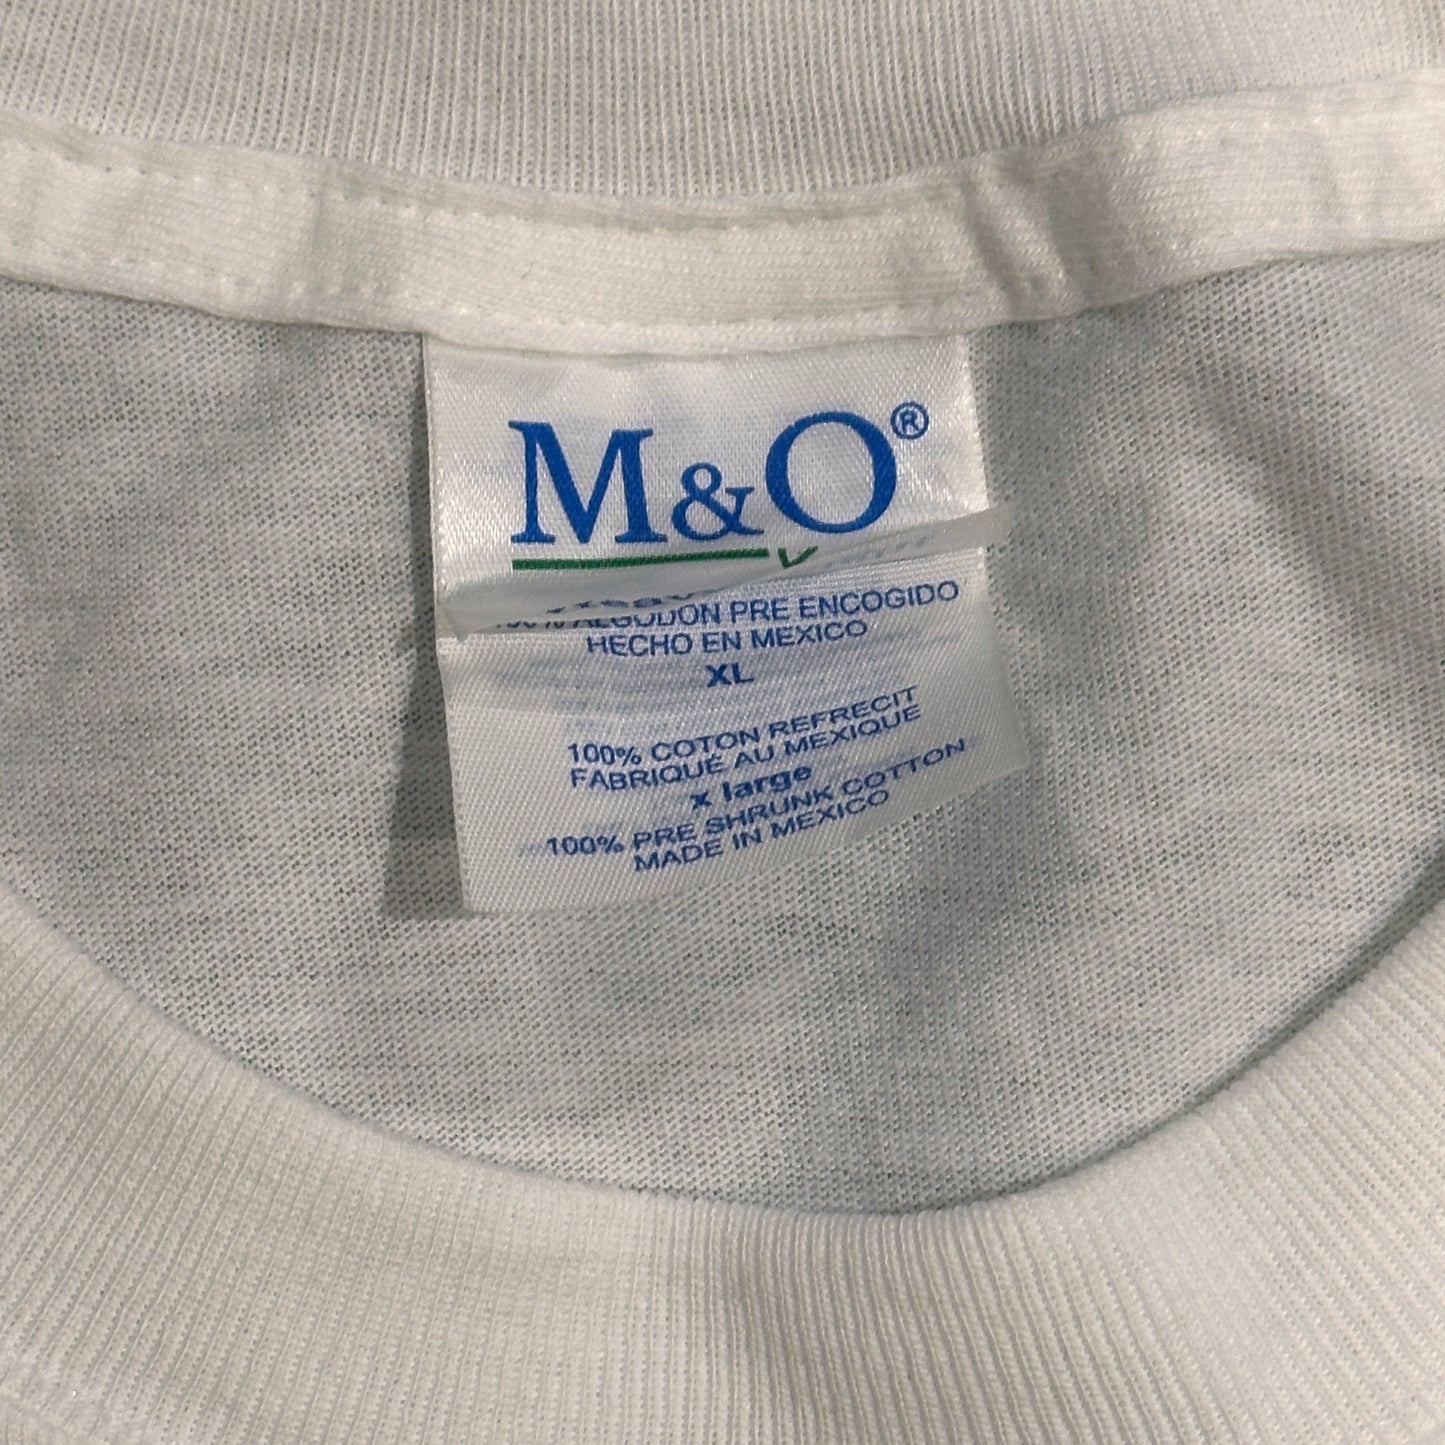 M&O®
ALGODON PRE ENCOGIDO
HECHO EN MEXICO
XL
100% COTON REFRECIT
FABRIQUÉ AU MEXIQUE
x large
100% PRE SHRUNK COTTON
MADE IN MEXICO